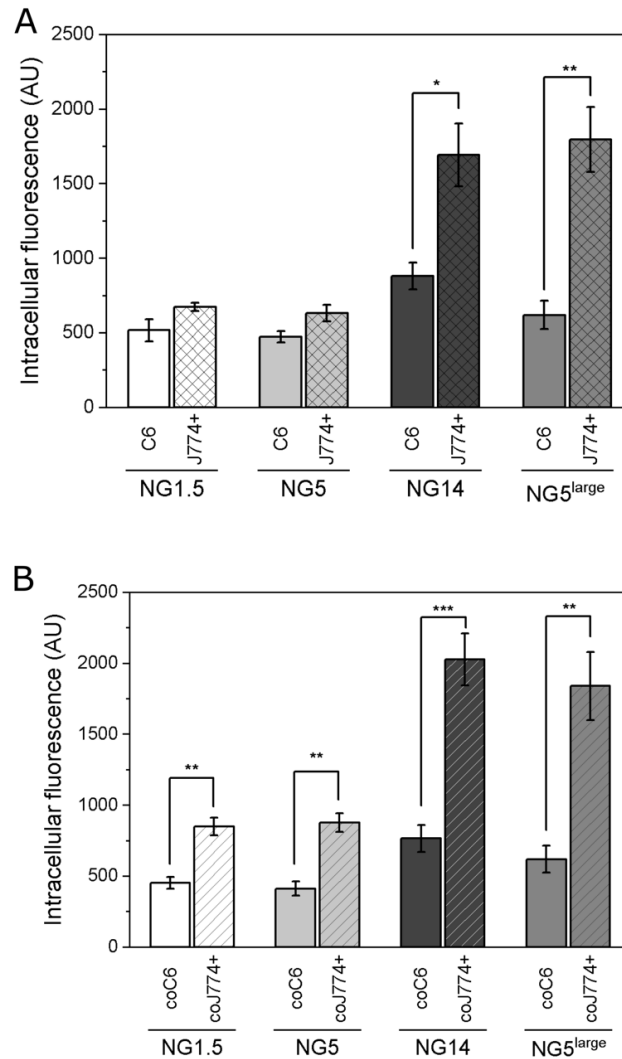 A
Intracellular fluorescence (AU)
2500
2000
1500
1000
500
0
*
**
C6 J774+ C6 J774+ C6 J774+ C6 J774+
NG1.5 NG5 NG14 NG5large
B
Intracellular fluorescence (AU)
2500
2000
1500
1000
500
0
**
**
***
**
coC6 coJ774+ coC6 coJ774+ coC6 coJ774+ coC6 coJ774+
NG1.5 NG5 NG14 NG5large